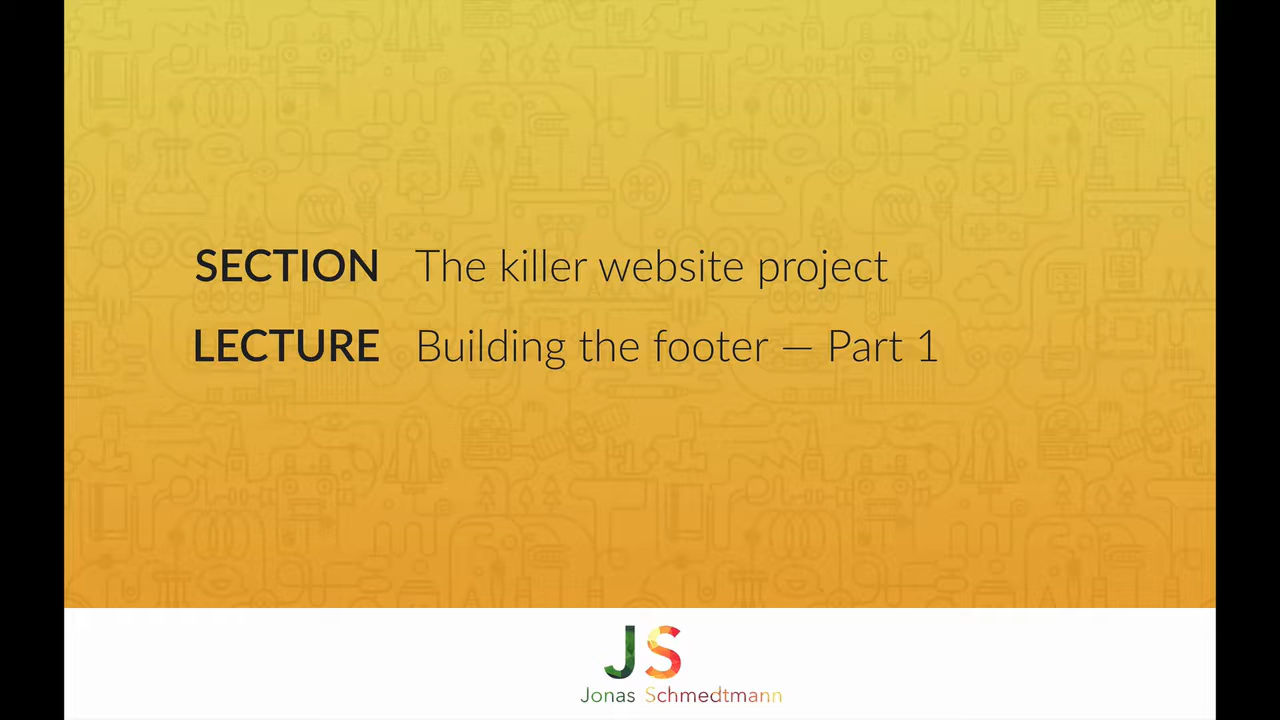 SECTION The killer website project
LECTURE Building the footer — Part 1
JS
Jonas Schmedtmann